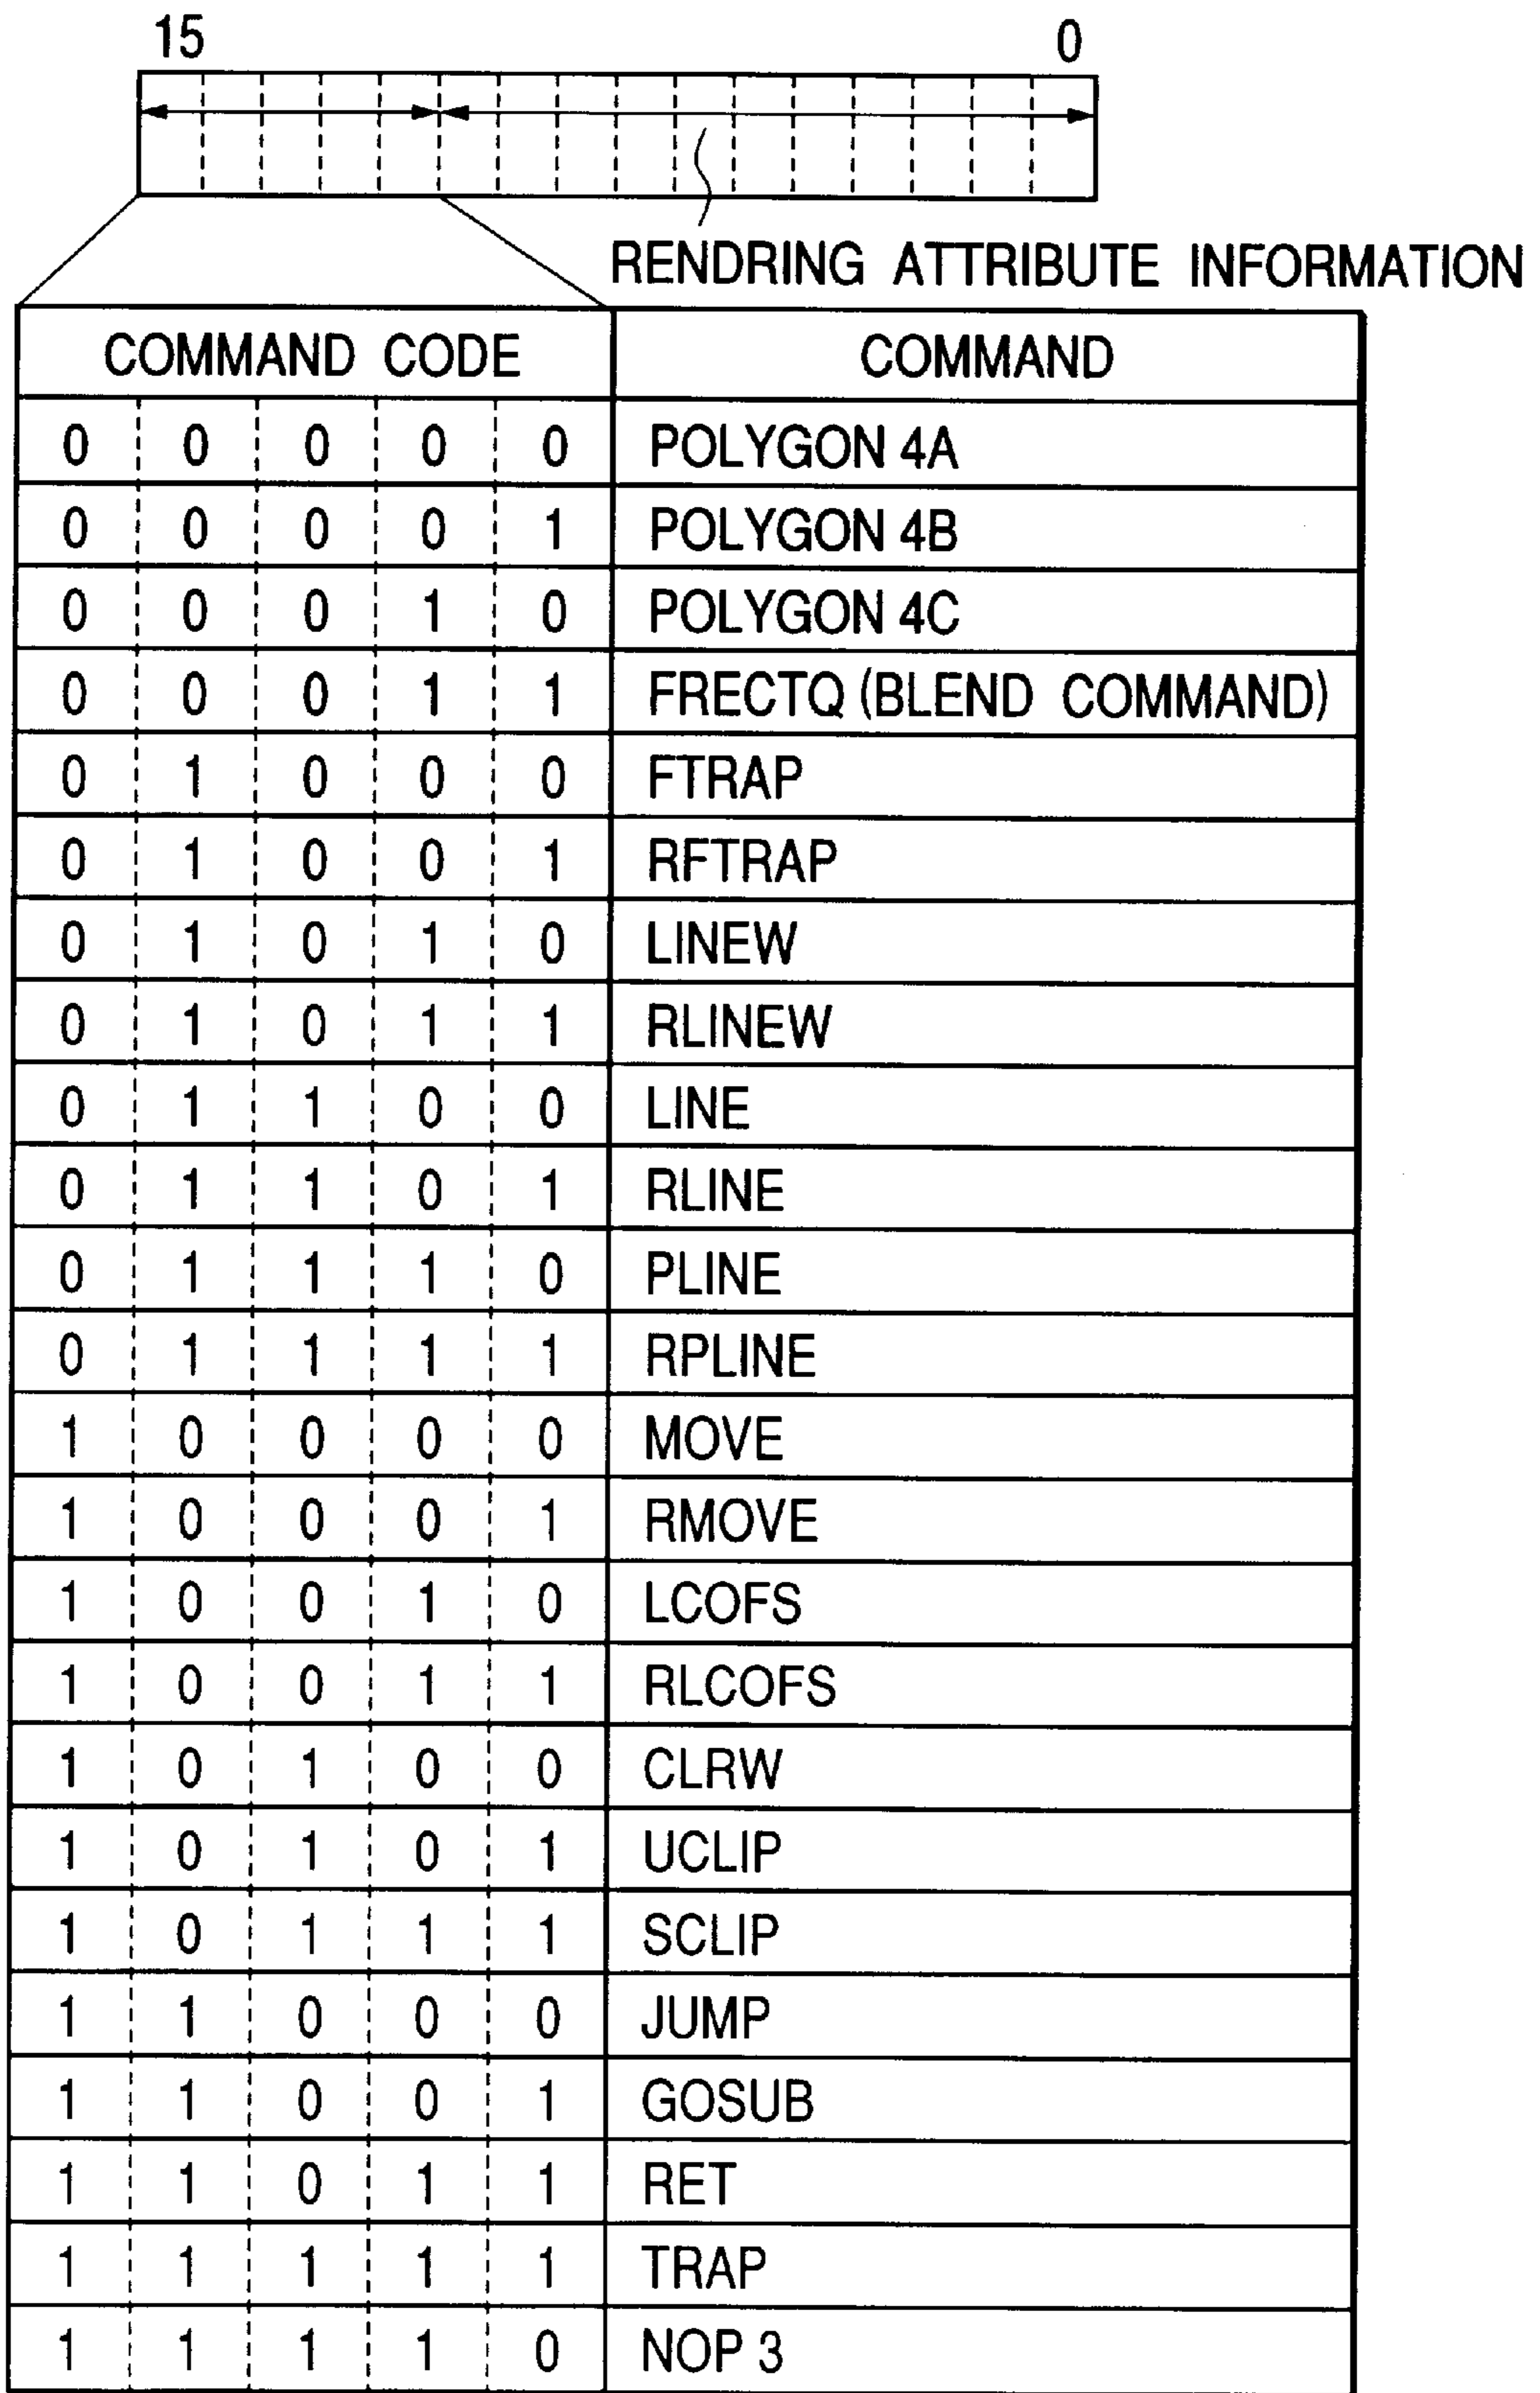 15 0
RENDRING ATTRIBUTE INFORMATION
COMMAND CODE COMMAND
0 0 0 0 0 POLYGON 4A
0 0 0 0 1 POLYGON 4B
0 0 0 1 0 POLYGON 4C
0 0 0 1 1 FRECTQ (BLEND COMMAND)
0 1 0 0 0 FTRAP
0 1 0 0 1 RFTRAP
0 1 0 1 0 LINEW
0 1 0 1 1 RLINEW
0 1 1 0 0 LINE
0 1 1 0 1 RLINE
0 1 1 1 0 PLINE
0 1 1 1 1 RPLINE
1 0 0 0 0 MOVE
1 0 0 0 1 RMOVE
1 0 0 1 0 LCOFS
1 0 0 1 1 RLCOFS
1 0 1 0 0 CLRW
1 0 1 0 1 UCLIP
1 0 1 1 1 SCLIP
1 1 0 0 0 JUMP
1 1 0 0 1 GOSUB
1 1 0 1 1 RET
1 1 1 1 1 TRAP
1 1 1 1 0 NOP 3